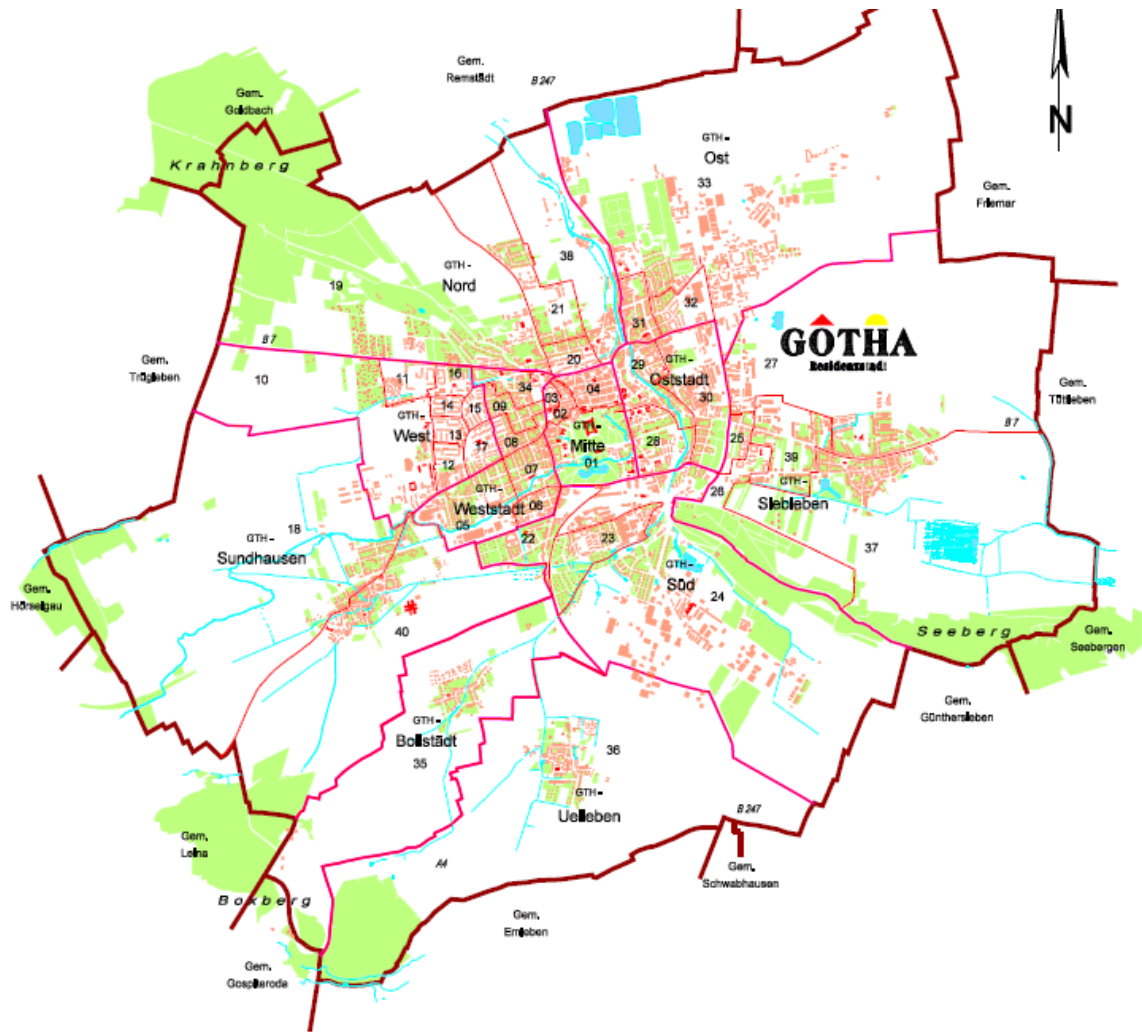 Gem.
Remstädt
B 247
N
Gem.
Goldbach
Krahnberg
GTH-
Ost
33
Gem.
Friemar
GTH-
Nord
38
19
21
32
31
B 7
GOTHA
Residenzstadt
27
Gem.
Trügleben
10
11
16
20
29
GTH-
Oststadt
34
04
30
Gem.
Tüttleben
14
15
09
03
02
GTH-
West
13
17
08
GTH-
Mitte
01
28
25
39
B 7
12
07
GTH-
Weststadt
06
05
26
GTH-
Siebleben
18
GTH-
Sundhausen
22
23
37
GTH-
Süd
24
Gem.
Hörselgau
40
Seeberg
Gem.
Seebergen
Gem.
Günthersleben
GTH-
Boilstädt
35
36
GTH-
Uelleben
B 247
Gem.
Leina
A4
Gem.
Schwabhausen
Boxberg
Gem.
Emleben
Gem.
Gospiteroda